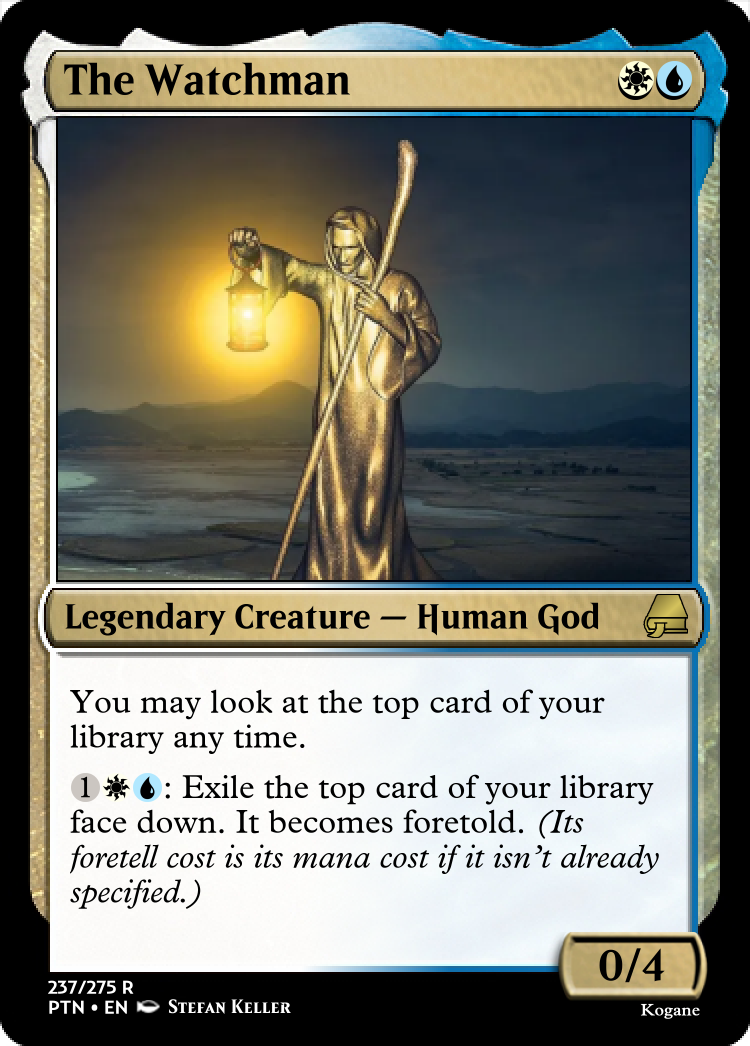 The Watchman
Legendary Creature — Human God
You may look at the top card of your
library any time.
1 : Exile the top card of your library
face down. It becomes foretold. (Its
foretell cost is its mana cost if it isn't already
specified.)
0/4
237/275 R
PTN • EN Stefan Keller
Kogane